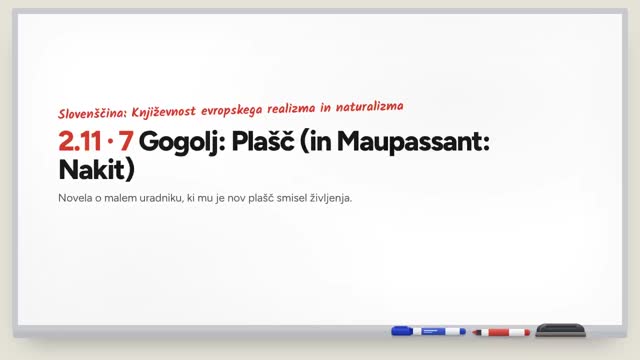 Slovenščina: Književnost evropskega realizma in naturalizma
2.11 · 7 Gogolj: Plašč (in Maupassant:
Nakit)
Novela o malem uradniku, ki mu je nov plašč smisel življenja.